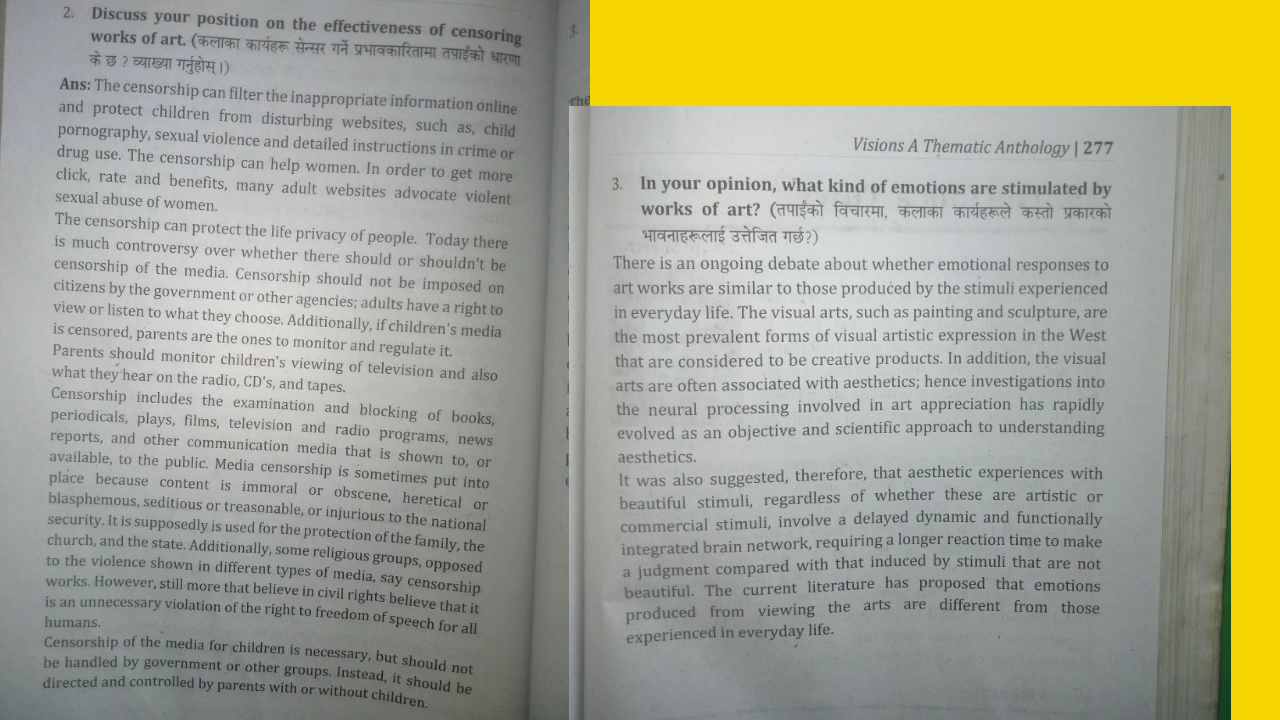 2. Discuss your position on the effectiveness of censoring
works of art. (कलाका कार्यहरू सेन्सर गर्ने प्रभावकारितामा तपाईंको धारणा
के छ ? व्याख्या गर्नुहोस् ।)
Ans: The censorship can filter the inappropriate information online
and protect children from disturbing websites, such as, child
pornography, sexual violence and detailed instructions in crime or
drug use. The censorship can help women. In order to get more
click, rate and benefits, many adult websites advocate violent
sexual abuse of women.
The censorship can protect the life privacy of people. Today there
is much controversy over whether there should or shouldn't be
censorship of the media. Censorship should not be imposed on
citizens by the government or other agencies; adults have a right to
view or listen to what they choose. Additionally, if children's media
is censored, parents are the ones to monitor and regulate it.
Parents should monitor children's viewing of television and also
what they hear on the radio, CD's, and tapes.
Censorship includes the examination and blocking of books,
periodicals, plays, films, television and radio programs, news
reports, and other communication media that is shown to, or
available, to the public. Media censorship is sometimes put into
place because content is immoral or obscene, heretical or
blasphemous, seditious or treasonable, or injurious to the national
security. It is supposedly is used for the protection of the family, the
church, and the state. Additionally, some religious groups, opposed
to the violence shown in different types of media, say censorship
works. However, still more that believe in civil rights believe that it
is an unnecessary violation of the right to freedom of speech for all
humans.
Censorship of the media for children is necessary, but should not
be handled by government or other groups. Instead, it should be
directed and controlled by parents with or without children.
3.
The
Visions A Thematic Anthology | 277
3. In your opinion, what kind of emotions are stimulated by
works of art? (तपाईंको विचारमा, कलाका कार्यहरूले कस्तो प्रकारको
भावनाहरूलाई उत्तेजित गर्छ?)
There is an ongoing debate about whether emotional responses to
art works are similar to those produced by the stimuli experienced
in everyday life. The visual arts, such as painting and sculpture, are
the most prevalent forms of visual artistic expression in the West
that are considered to be creative products. In addition, the visual
arts are often associated with aesthetics; hence investigations into
the neural processing involved in art appreciation has rapidly
evolved as an objective and scientific approach to understanding
aesthetics.
It was also suggested, therefore, that aesthetic experiences with
beautiful stimuli, regardless of whether these are artistic or
commercial stimuli, involve a delayed dynamic and functionally
integrated brain network, requiring a longer reaction time to make
a judgment compared with that induced by stimuli that are not
beautiful. The current literature has proposed that emotions
produced from viewing the arts are different from those
experienced in everyday life.